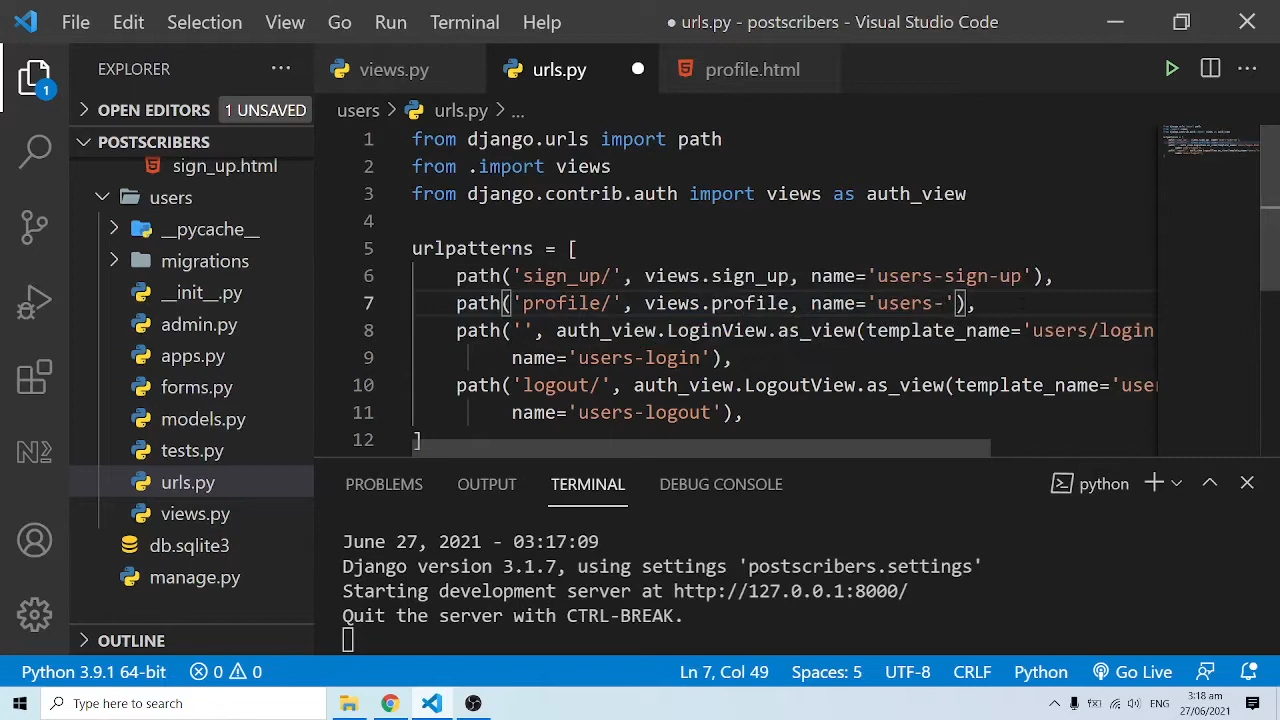 File Edit Selection View Go Run Terminal Help ● urls.py - postscribers - Visual Studio Code
EXPLORER
views.py urls.py profile.html
1
OPEN EDITORS 1 UNSAVED
users > urls.py > ...
POSTSCRIBERS
sign_up.html
users
__pycache__
migrations
__init__.py
admin.py
apps.py
forms.py
models.py
tests.py
urls.py
views.py
db.sqlite3
manage.py
OUTLINE
1 from django.urls import path
2 from .import views
3 from django.contrib.auth import views as auth_view
4
5 urlpatterns = [
6 path('sign_up/', views.sign_up, name='users-sign-up'),
7 path('profile/', views.profile, name='users-'),
8 path('', auth_view.LoginView.as_view(template_name='users/login
9 name='users-login'),
10 path('logout/', auth_view.LogoutView.as_view(template_name='use
11 name='users-logout'),
12 ]
PROBLEMS OUTPUT TERMINAL DEBUG CONSOLE python
June 27, 2021 - 03:17:09
Django version 3.1.7, using settings 'postscribers.settings'
Starting development server at http://127.0.0.1:8000/
Quit the server with CTRL-BREAK.
Python 3.9.1 64-bit 0 0 Ln 7, Col 49 Spaces: 5 UTF-8 CRLF Python Go Live
Type here to search ENG 3:18 am
27/06/2021